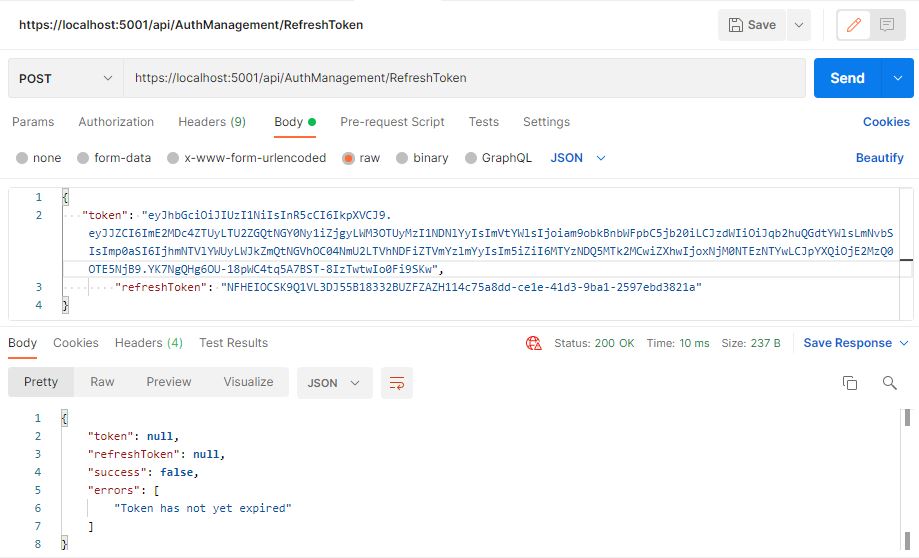 https://localhost:5001/api/AuthManagement/RefreshToken
Save
POST
https://localhost:5001/api/AuthManagement/RefreshToken
Send
Params Authorization Headers (9) Body Pre-request Script Tests Settings Cookies
none form-data x-www-form-urlencoded raw binary GraphQL JSON Beautify
1 {
2 "token": "eyJhbGciOiJIUzI1NiIsInR5cCI6IkpXVCJ9.
eyJJZCI6ImE2MDc4ZTUyLTU2ZGQtNGY0Ny1iZjgyLWM3OTUyMzI1NDNlYyIsImVtYWlsIjoiam9obkBnbWFpbC5jb20iLCJzdWIiOiJqb2huQGdtYWlsLmNvbS
IsImp0aSI6IjhmNTVlYWUyLWJkZmQtNGVhOC04NmU2LTVhNDFiZTVmYzlmYyIsIm5iZiI6MTYzNDQ5MTk2MCwiZXhwIjoxNjM0NTEzNTYwLCJpYXQiOjE2MzQ0
OTE5NjB9.YK7NgQHg6OU-18pWC4tq5A7BST-8IzTwtwIo0Fi9SKw",
3 "refreshToken": "NFHEIOCSK9Q1VL3DJ55B18332BUZFZAZH114c75a8dd-ce1e-41d3-9ba1-2597ebd3821a"
4 }
Body Cookies Headers (4) Test Results Status: 200 OK Time: 10 ms Size: 237 B Save Response
Pretty Raw Preview Visualize JSON
1 {
2 "token": null,
3 "refreshToken": null,
4 "success": false,
5 "errors": [
6 "Token has not yet expired"
7 ]
8 }